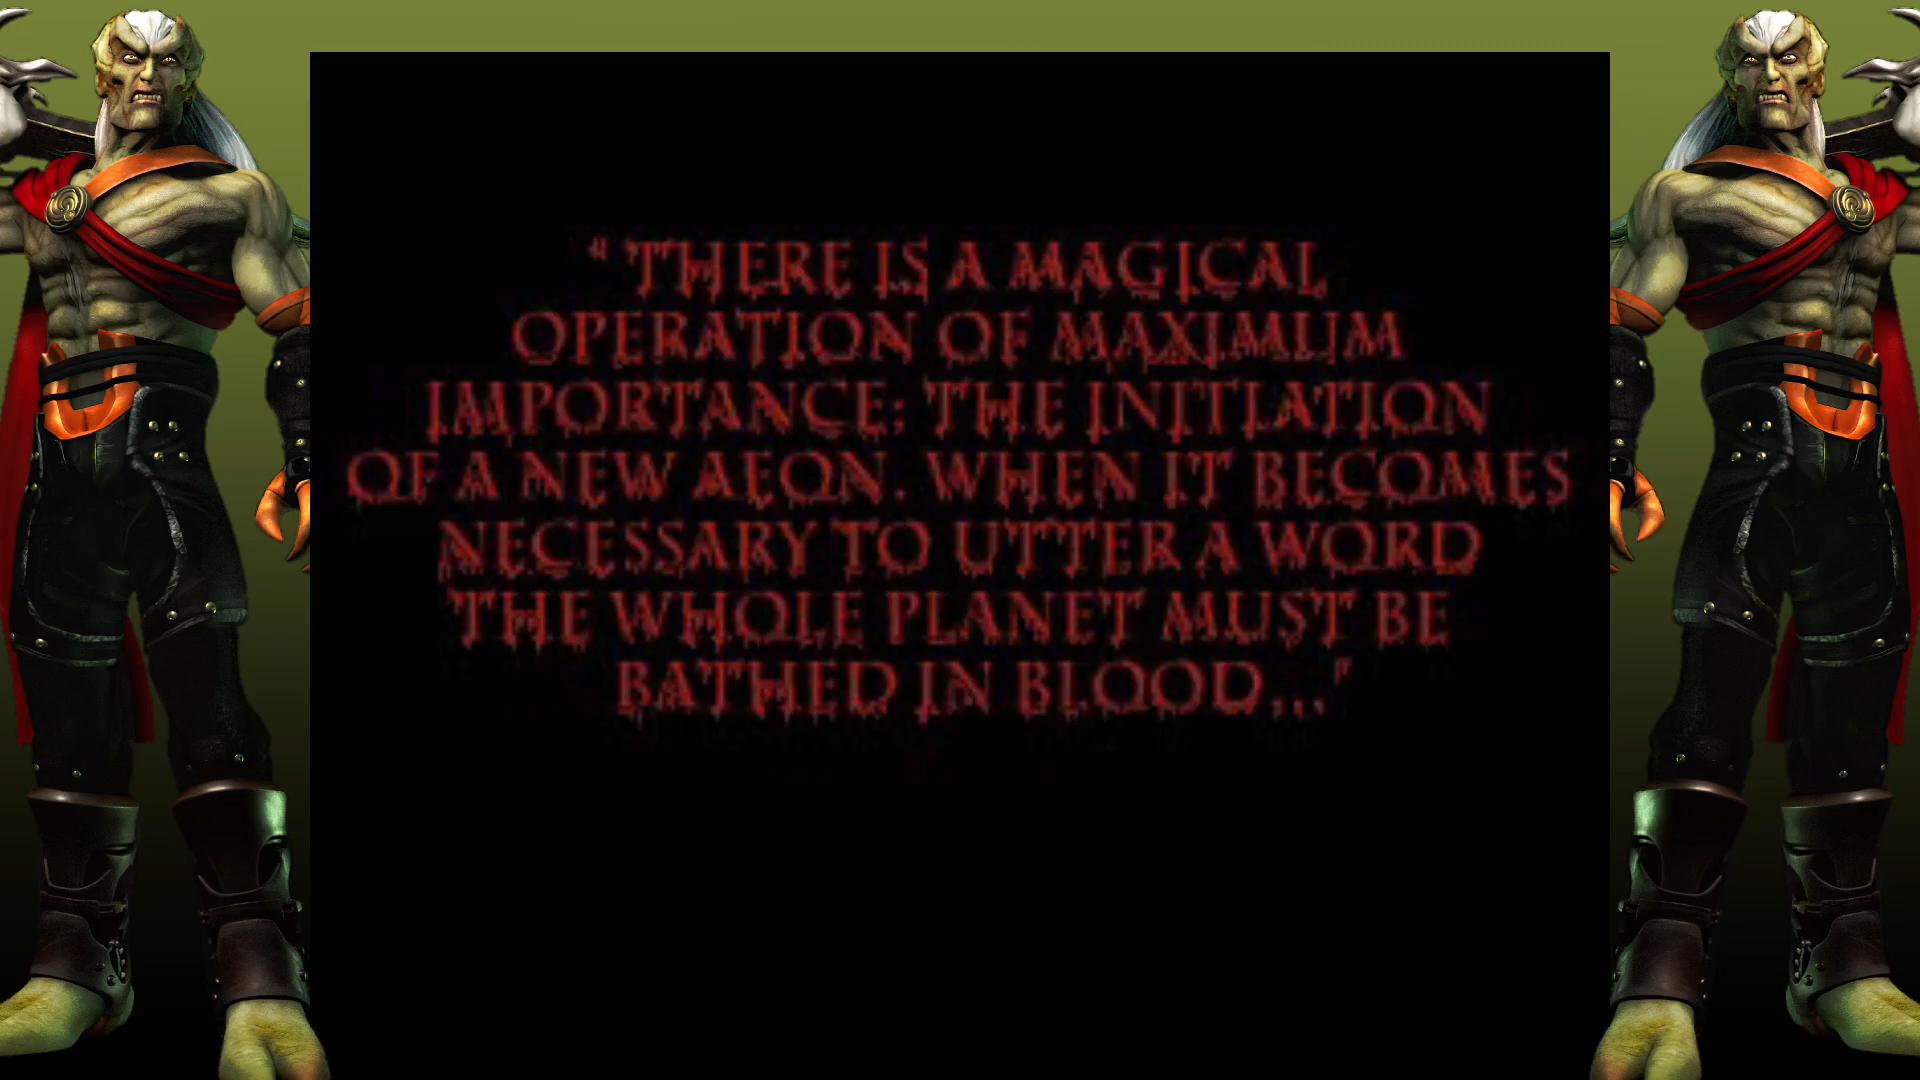 "THERE IS A MAGICAL
OPERATION OF MAXIMUM
IMPORTANCE: THE INITIATION
OF A NEW AEON. WHEN IT BECOMES
NECESSARY TO UTTER A WORD
THE WHOLE PLANET MUST BE
BATHED IN BLOOD..."